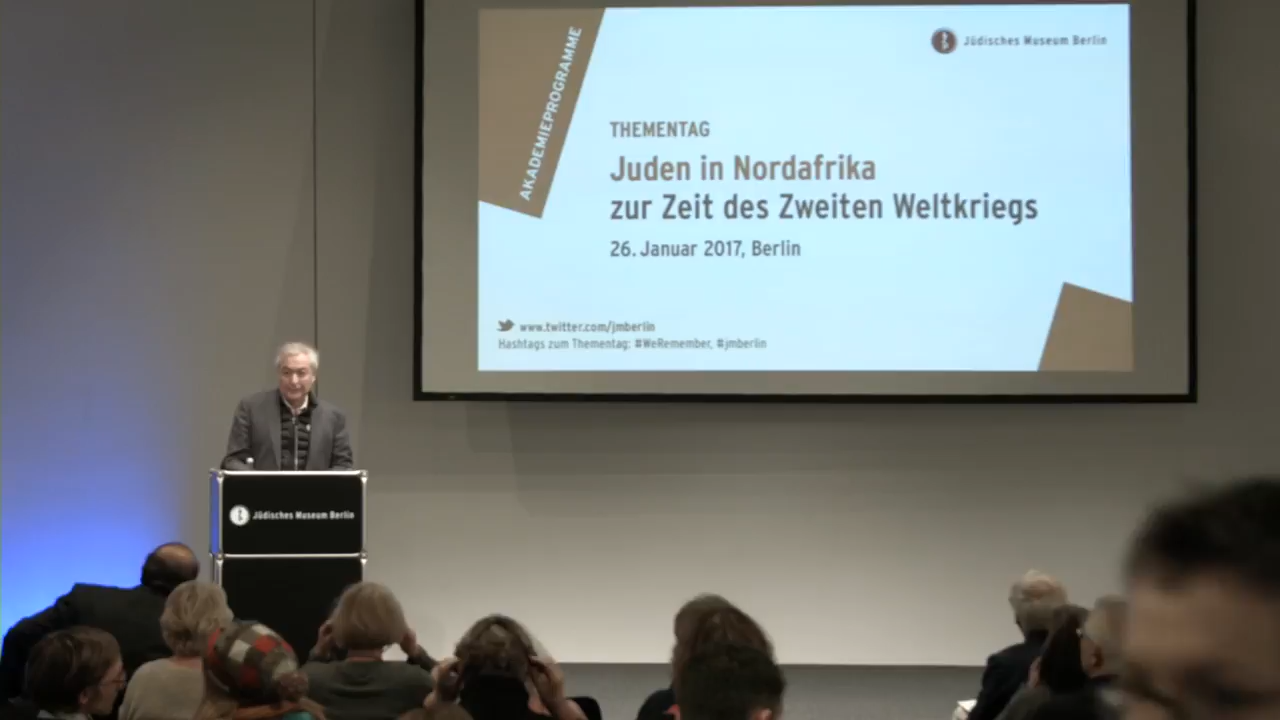 AKADEMIEPROGRAMME
Jüdisches Museum Berlin
THEMENTAG
Juden in Nordafrika
zur Zeit des Zweiten Weltkriegs
26. Januar 2017, Berlin
www.twitter.com/jmberlin
Hashtags zum Thementag: #WeRemember, #jmberlin
Jüdisches Museum Berlin